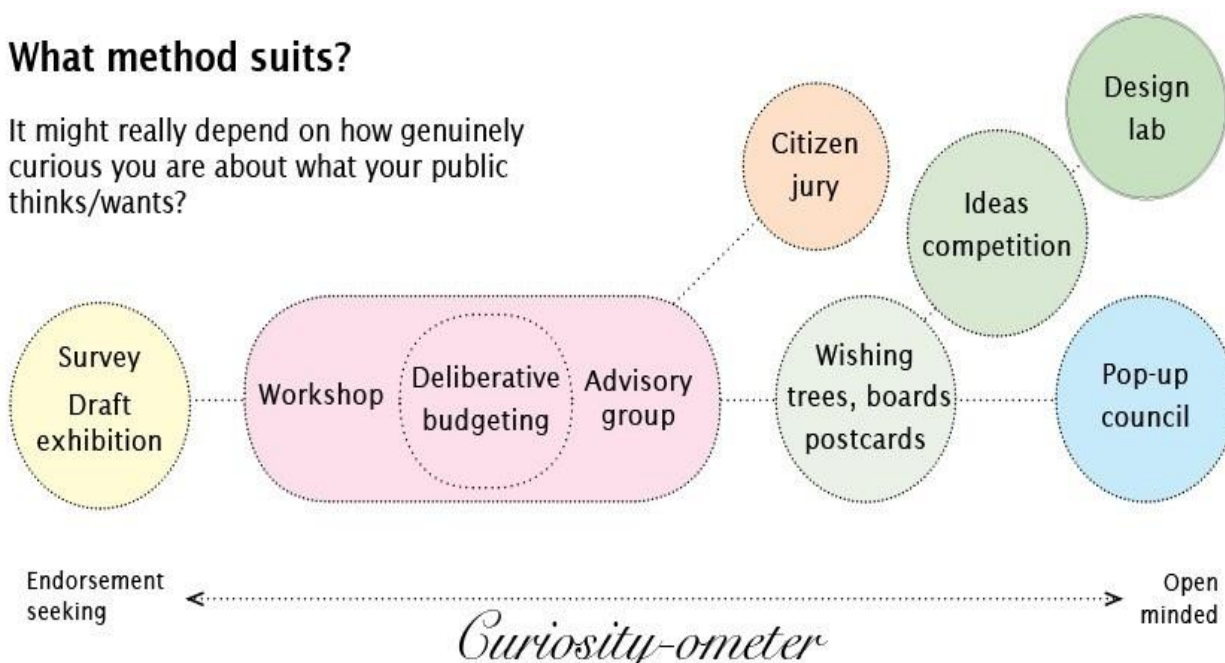 What method suits?
It might really depend on how genuinely
curious you are about what your public
thinks/wants?
Survey
Draft
exhibition
Workshop
Deliberative
budgeting
Advisory
group
Citizen
jury
Wishing
trees, boards
postcards
Ideas
competition
Design
lab
Pop-up
council
Endorsement
seeking
Open
minded
Curiosity-ometer